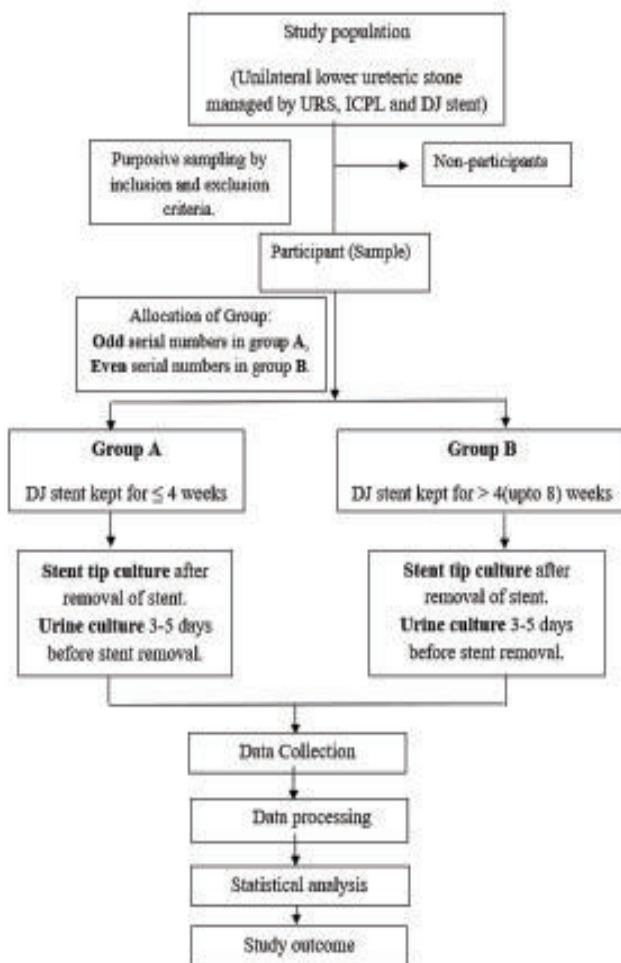 Study population
(Unilateral lower ureteric stone
managed by URS, ICPL and DJ stent)
Purposive sampling by
inclusion and exclusion
criteria.
Non-participants
Participant (Sample)
Allocation of Group:
Odd serial numbers in group A,
Even serial numbers in group B.
Group A
DJ stent kept for ≤ 4 weeks
Group B
DJ stent kept for > 4(upto 8) weeks
Stent tip culture after
removal of stent.
Urine culture 3-5 days
before stent removal.
Stent tip culture after
removal of stent.
Urine culture 3-5 days
before stent removal.
Data Collection
Data processing
Statistical analysis
Study outcome